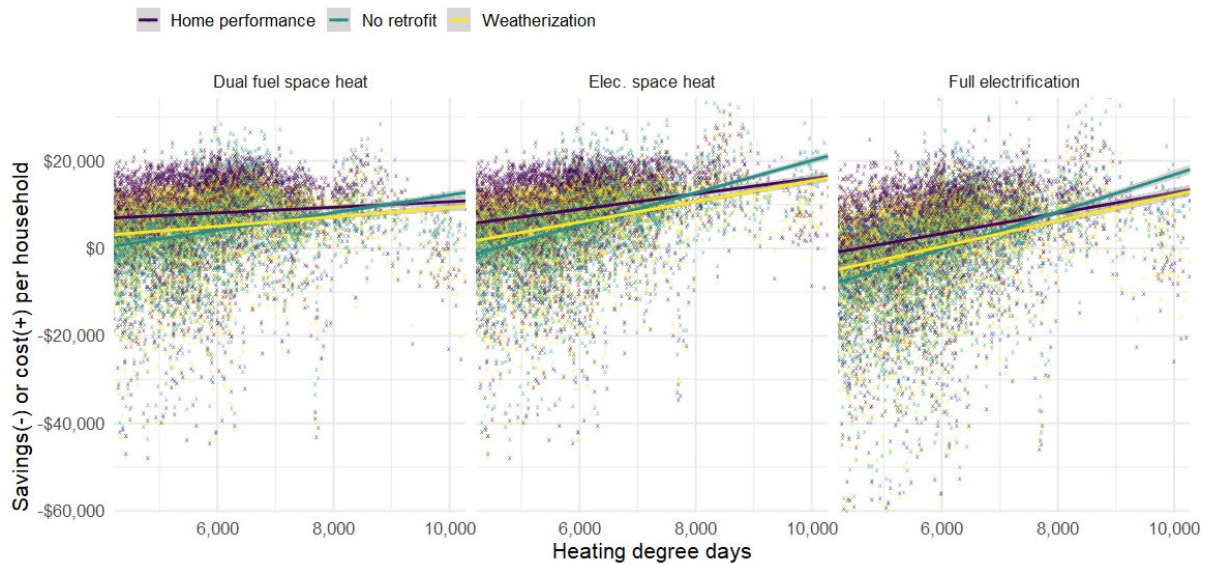 Home performance No retrofit Weatherization
Dual fuel space heat Elec. space heat Full electrification
Savings(-) or cost(+) per household
$20,000
$0
-$20,000
-$40,000
-$60,000
6,000 8,000 10,000 6,000 8,000 10,000 6,000 8,000 10,000
Heating degree days